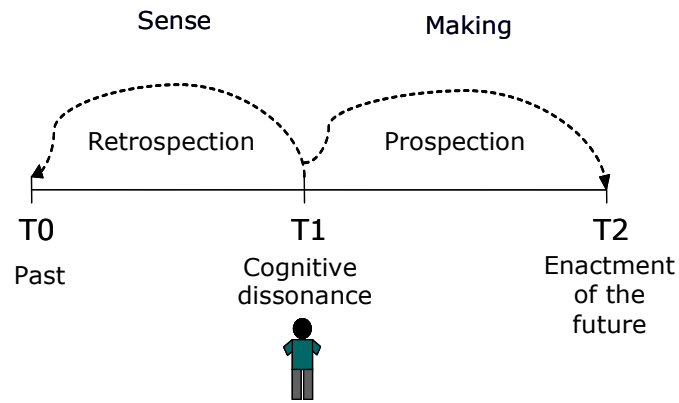 Sense
Making
Retrospection
Prospection
T0
T1
T2
Past
Cognitive
dissonance
Enactment
of the
future